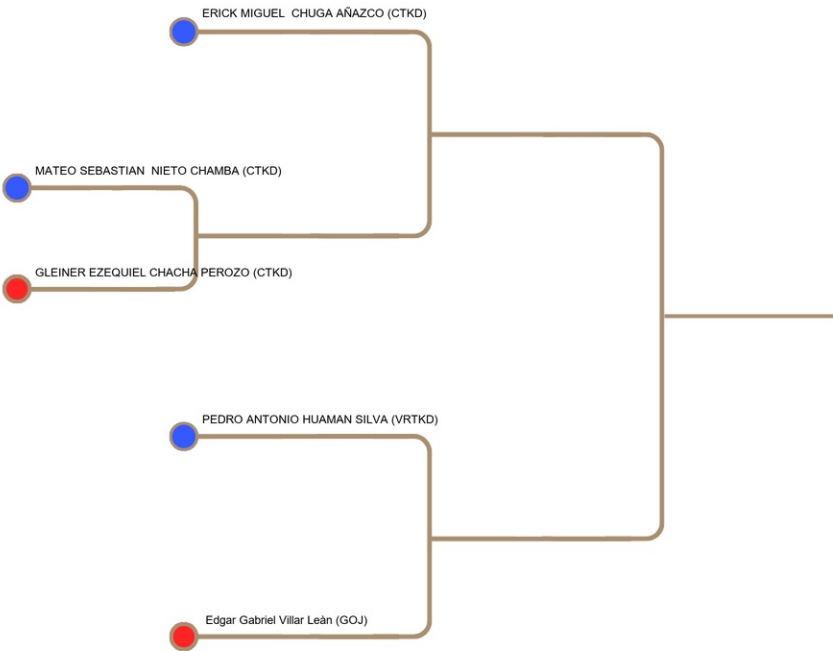 ERICK MIGUEL  CHUGA AÑAZCO (CTKD)
MATEO SEBASTIAN  NIETO CHAMBA (CTKD)
GLEINER EZEQUIEL CHACHA PEROZO (CTKD)
PEDRO ANTONIO HUAMAN SILVA (VRTKD)
Edgar Gabriel Villar Leàn (GOJ)